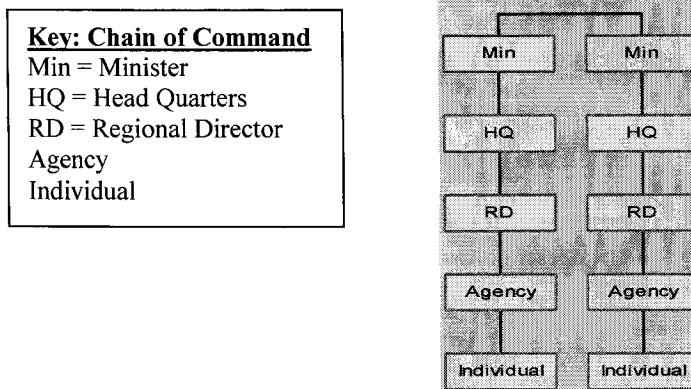 Key: Chain of Command
Min = Minister
HQ = Head Quarters
RD = Regional Director
Agency
Individual
Min Min
HQ HQ
RD RD
Agency Agency
Individual Individual